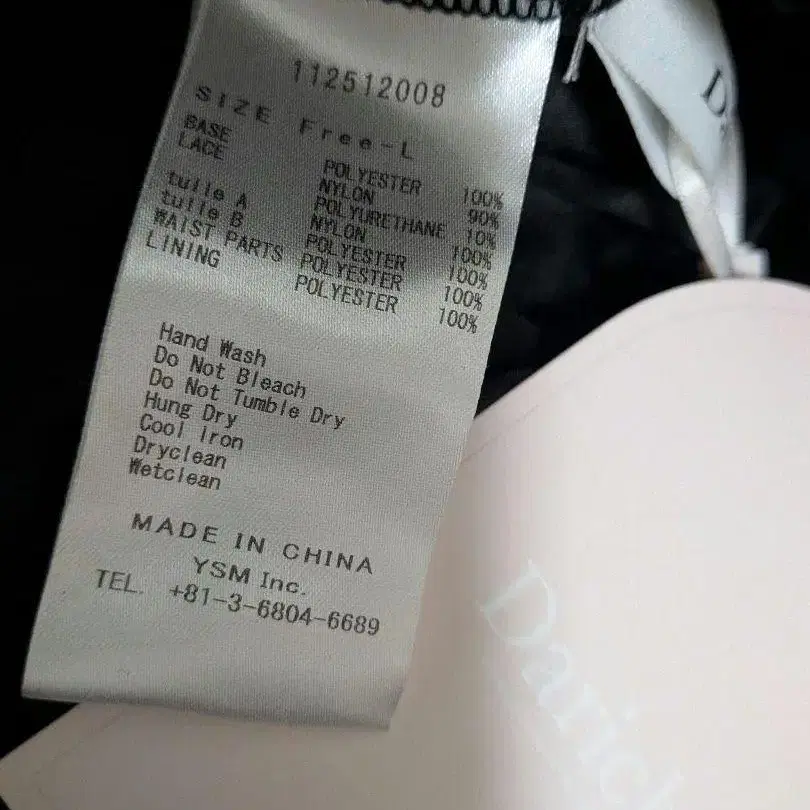 112512008
SIZE Free-L
BASE POLYESTER 100%
LACE NYLON 90%
POLYURETHANE 10%
tulle A NYLON 100%
tulle B POLYESTER 100%
WAIST PARTS POLYESTER 100%
LINING POLYESTER 100%
Hand Wash
Do Not Bleach
Do Not Tumble Dry
Hung Dry
Cool iron
Dryclean
Wetclean
MADE IN CHINA
YSM Inc.
TEL. +81-3-6804-6689